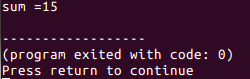 sum =15
------------------
(program exited with code: 0)
Press return to continue